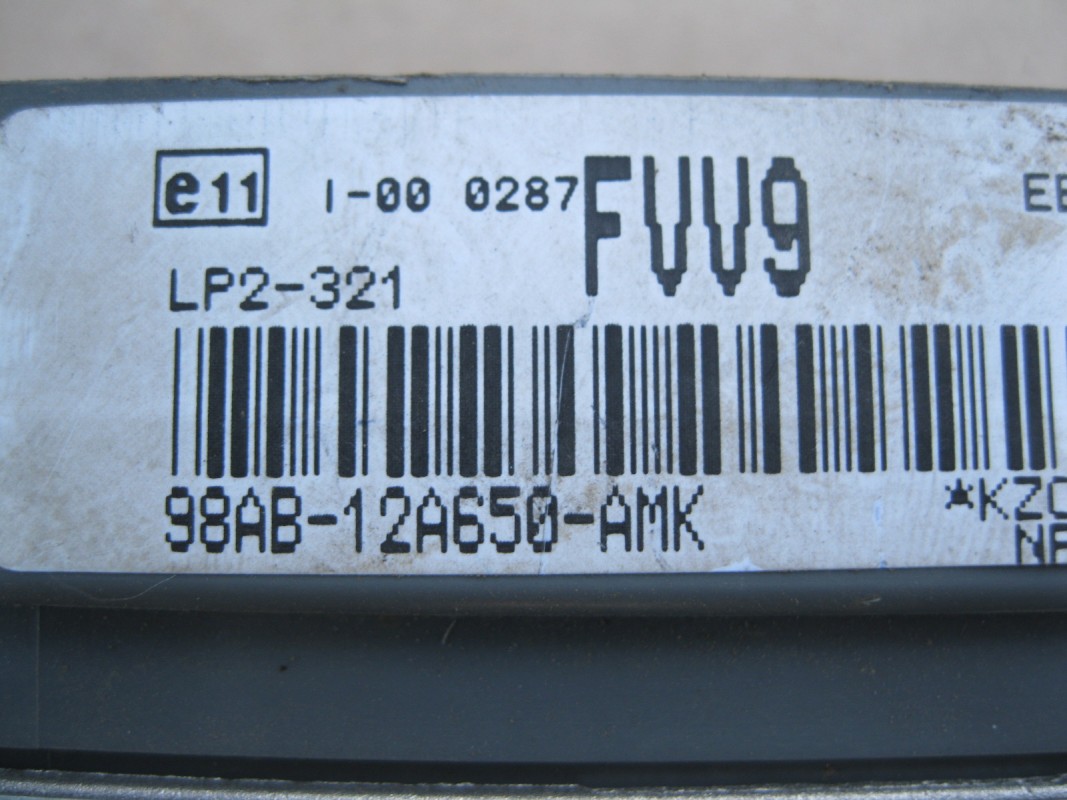 e11 I-00 0287 FVV9
LP2-321
98AB-12A650-AMK